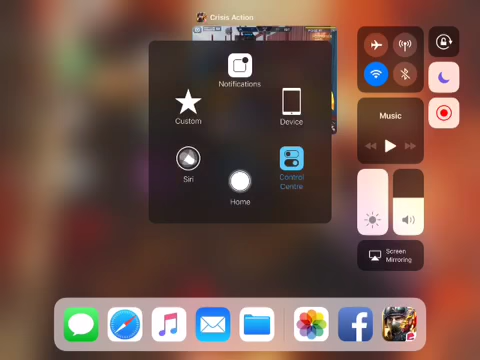 Crisis Action
Notifications
Custom
Device
Siri
Control
Centre
Home
Music
Screen
Mirroring